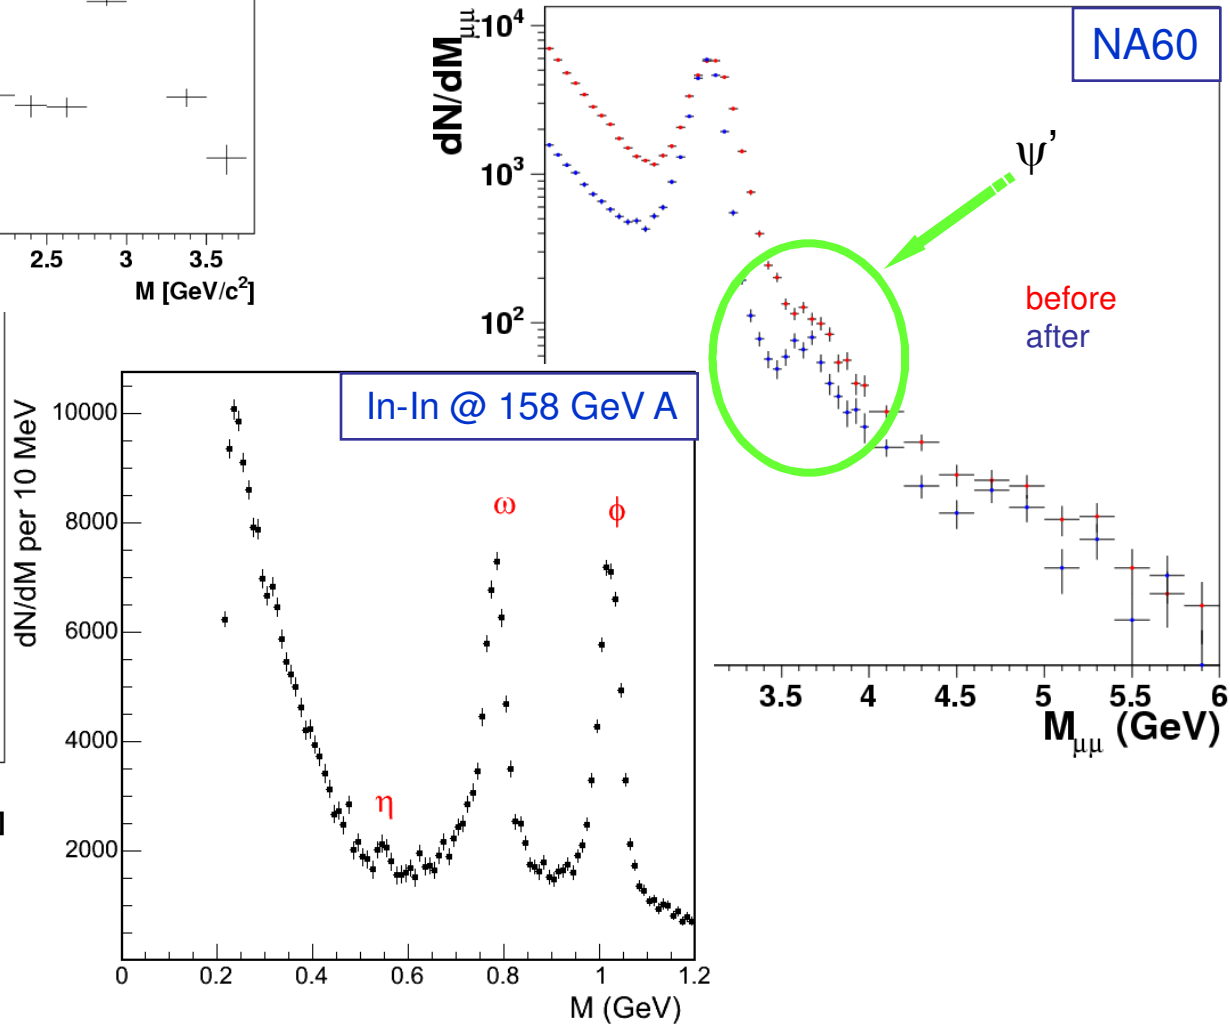 2.5 3 3.5
M [GeV/c²]
dN/dMμμ
10⁴
10³
10²
NA60
ψ’
before
after
3.5 4 4.5 5 5.5 6
Mμμ (GeV)
In-In @ 158 GeV A
dN/dM per 10 MeV
10000
8000
6000
4000
2000
ω
ϕ
η
0 0.2 0.4 0.6 0.8 1 1.2
M (GeV)